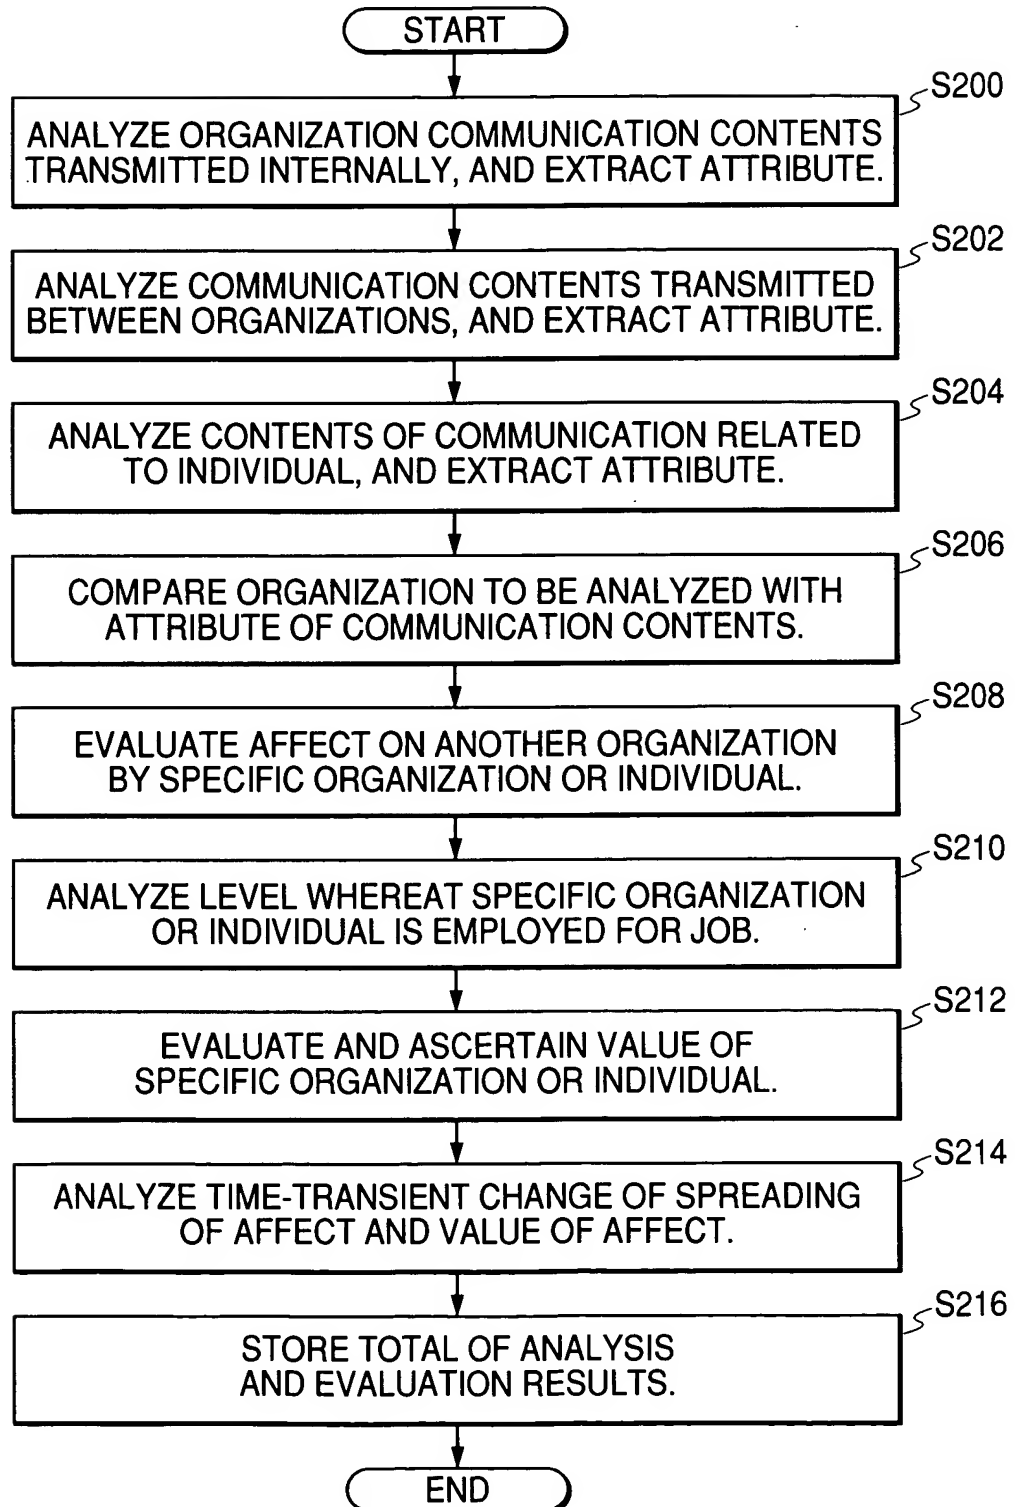 START
S200
ANALYZE ORGANIZATION COMMUNICATION CONTENTS
TRANSMITTED INTERNALLY, AND EXTRACT ATTRIBUTE.
S202
ANALYZE COMMUNICATION CONTENTS TRANSMITTED
BETWEEN ORGANIZATIONS, AND EXTRACT ATTRIBUTE.
S204
ANALYZE CONTENTS OF COMMUNICATION RELATED
TO INDIVIDUAL, AND EXTRACT ATTRIBUTE.
S206
COMPARE ORGANIZATION TO BE ANALYZED WITH
ATTRIBUTE OF COMMUNICATION CONTENTS.
S208
EVALUATE AFFECT ON ANOTHER ORGANIZATION
BY SPECIFIC ORGANIZATION OR INDIVIDUAL.
S210
ANALYZE LEVEL WHEREAT SPECIFIC ORGANIZATION
OR INDIVIDUAL IS EMPLOYED FOR JOB.
S212
EVALUATE AND ASCERTAIN VALUE OF
SPECIFIC ORGANIZATION OR INDIVIDUAL.
S214
ANALYZE TIME-TRANSIENT CHANGE OF SPREADING
OF AFFECT AND VALUE OF AFFECT.
S216
STORE TOTAL OF ANALYSIS
AND EVALUATION RESULTS.
END